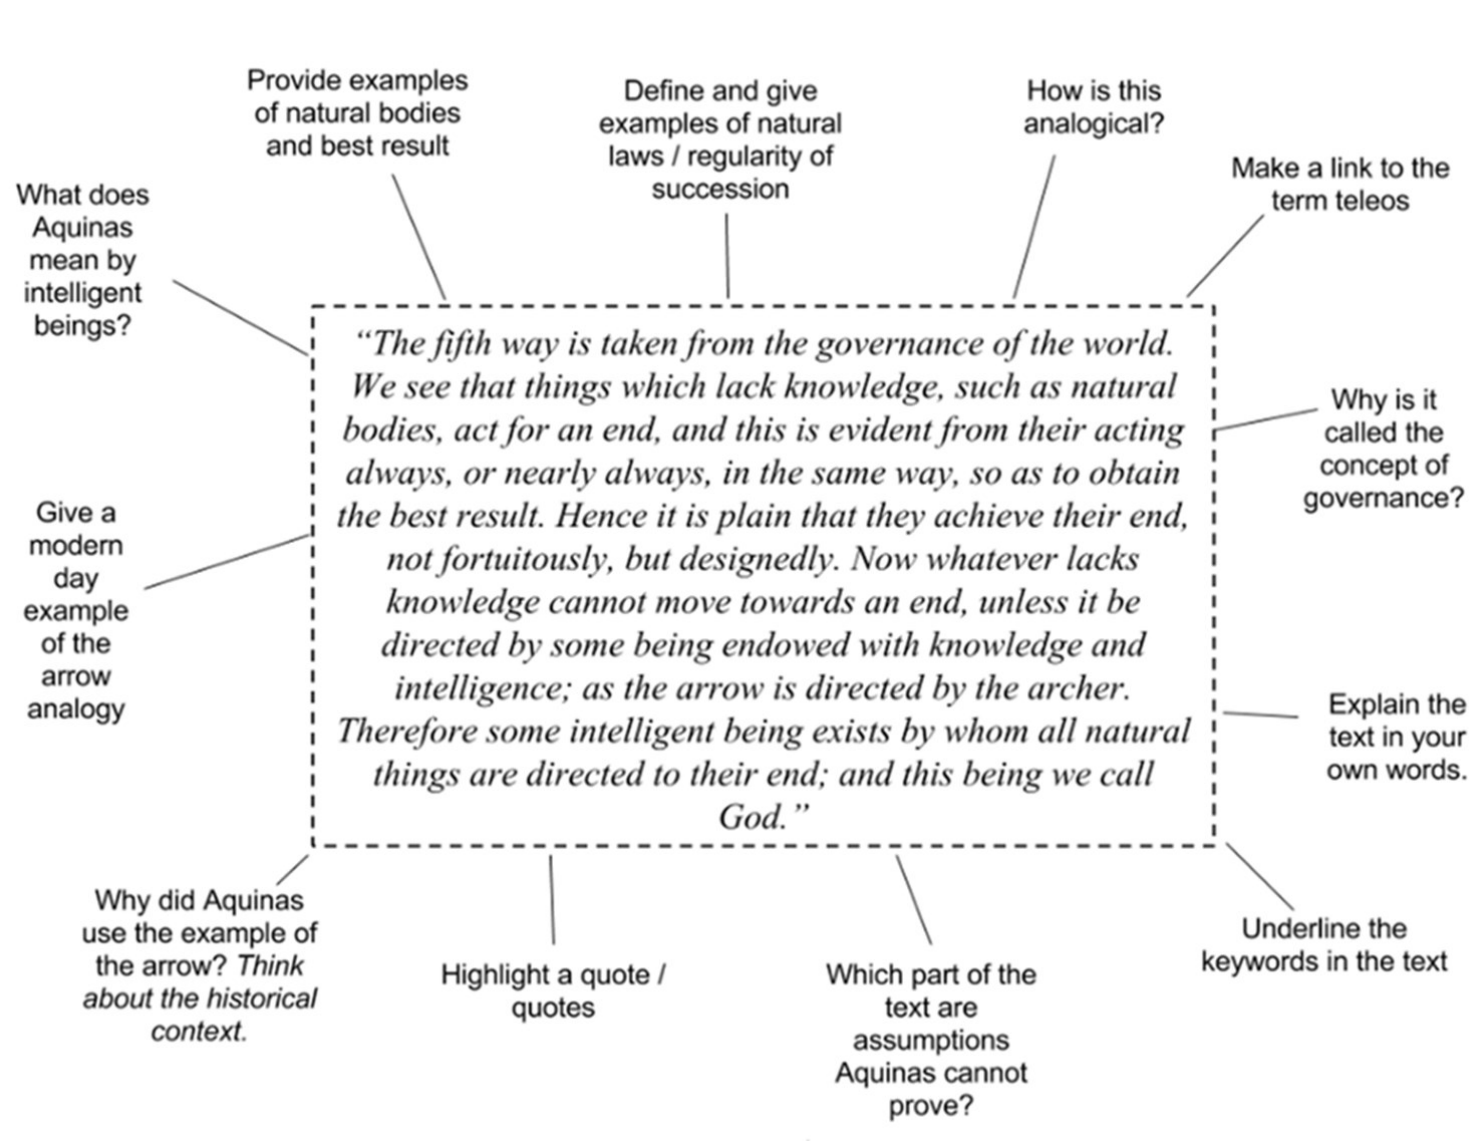 Provide examples
of natural bodies
and best result
Define and give
examples of natural
laws / regularity of
succession
How is this
analogical?
Make a link to the
term teleos
What does
Aquinas
mean by
intelligent
beings?
“The fifth way is taken from the governance of the world.
We see that things which lack knowledge, such as natural
bodies, act for an end, and this is evident from their acting
always, or nearly always, in the same way, so as to obtain
the best result. Hence it is plain that they achieve their end,
not fortuitously, but designedly. Now whatever lacks
knowledge cannot move towards an end, unless it be
directed by some being endowed with knowledge and
intelligence; as the arrow is directed by the archer.
Therefore some intelligent being exists by whom all natural
things are directed to their end; and this being we call
God.”
Why is it
called the
concept of
governance?
Give a
modern
day
example
of the
arrow
analogy
Explain the
text in your
own words.
Why did Aquinas
use the example of
the arrow? Think
about the historical
context.
Highlight a quote /
quotes
Which part of the
text are
assumptions
Aquinas cannot
prove?
Underline the
keywords in the text